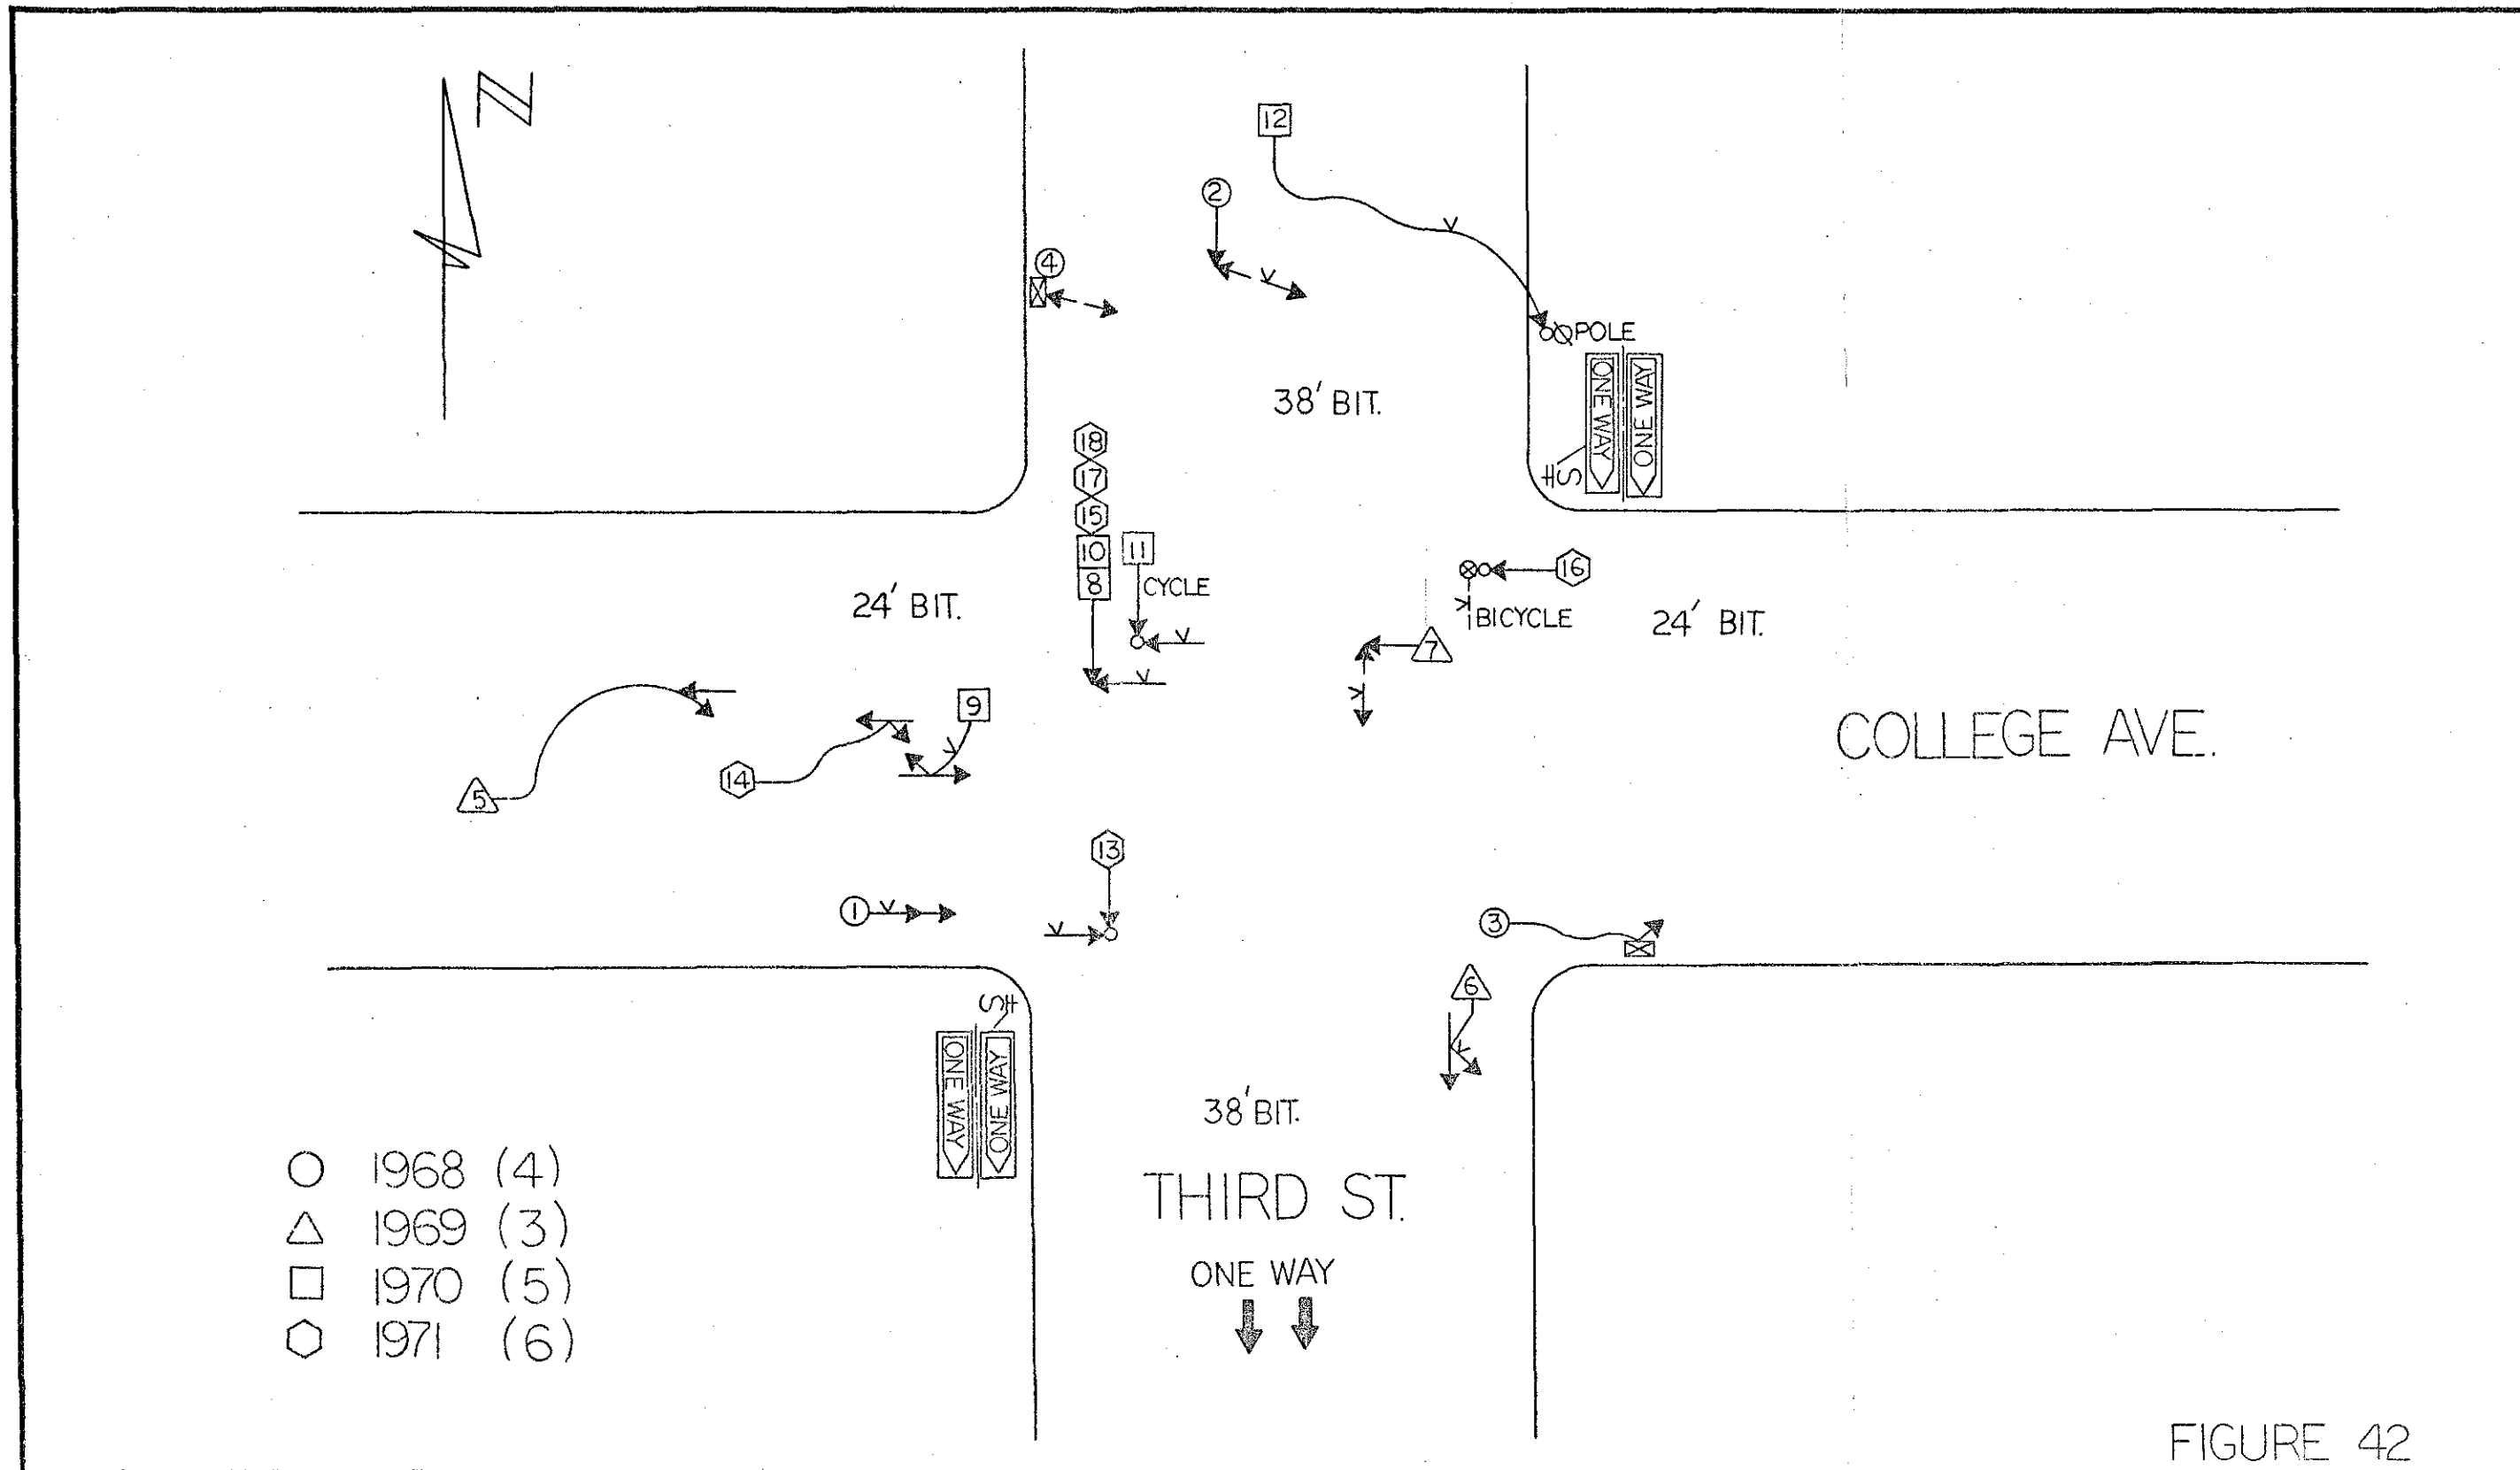 N
12
2
4
POLE
ONE WAY
ONE WAY
S
38' BIT.
18
17
15
10
11
8
CYCLE
16
BICYCLE
24' BIT.
24' BIT.
7
9
COLLEGE AVE.
5
14
13
1
3
6
S
ONE WAY
ONE WAY
38' BIT.
THIRD ST.
ONE WAY
1968 (4)
1969 (3)
1970 (5)
1971 (6)
FIGURE 42